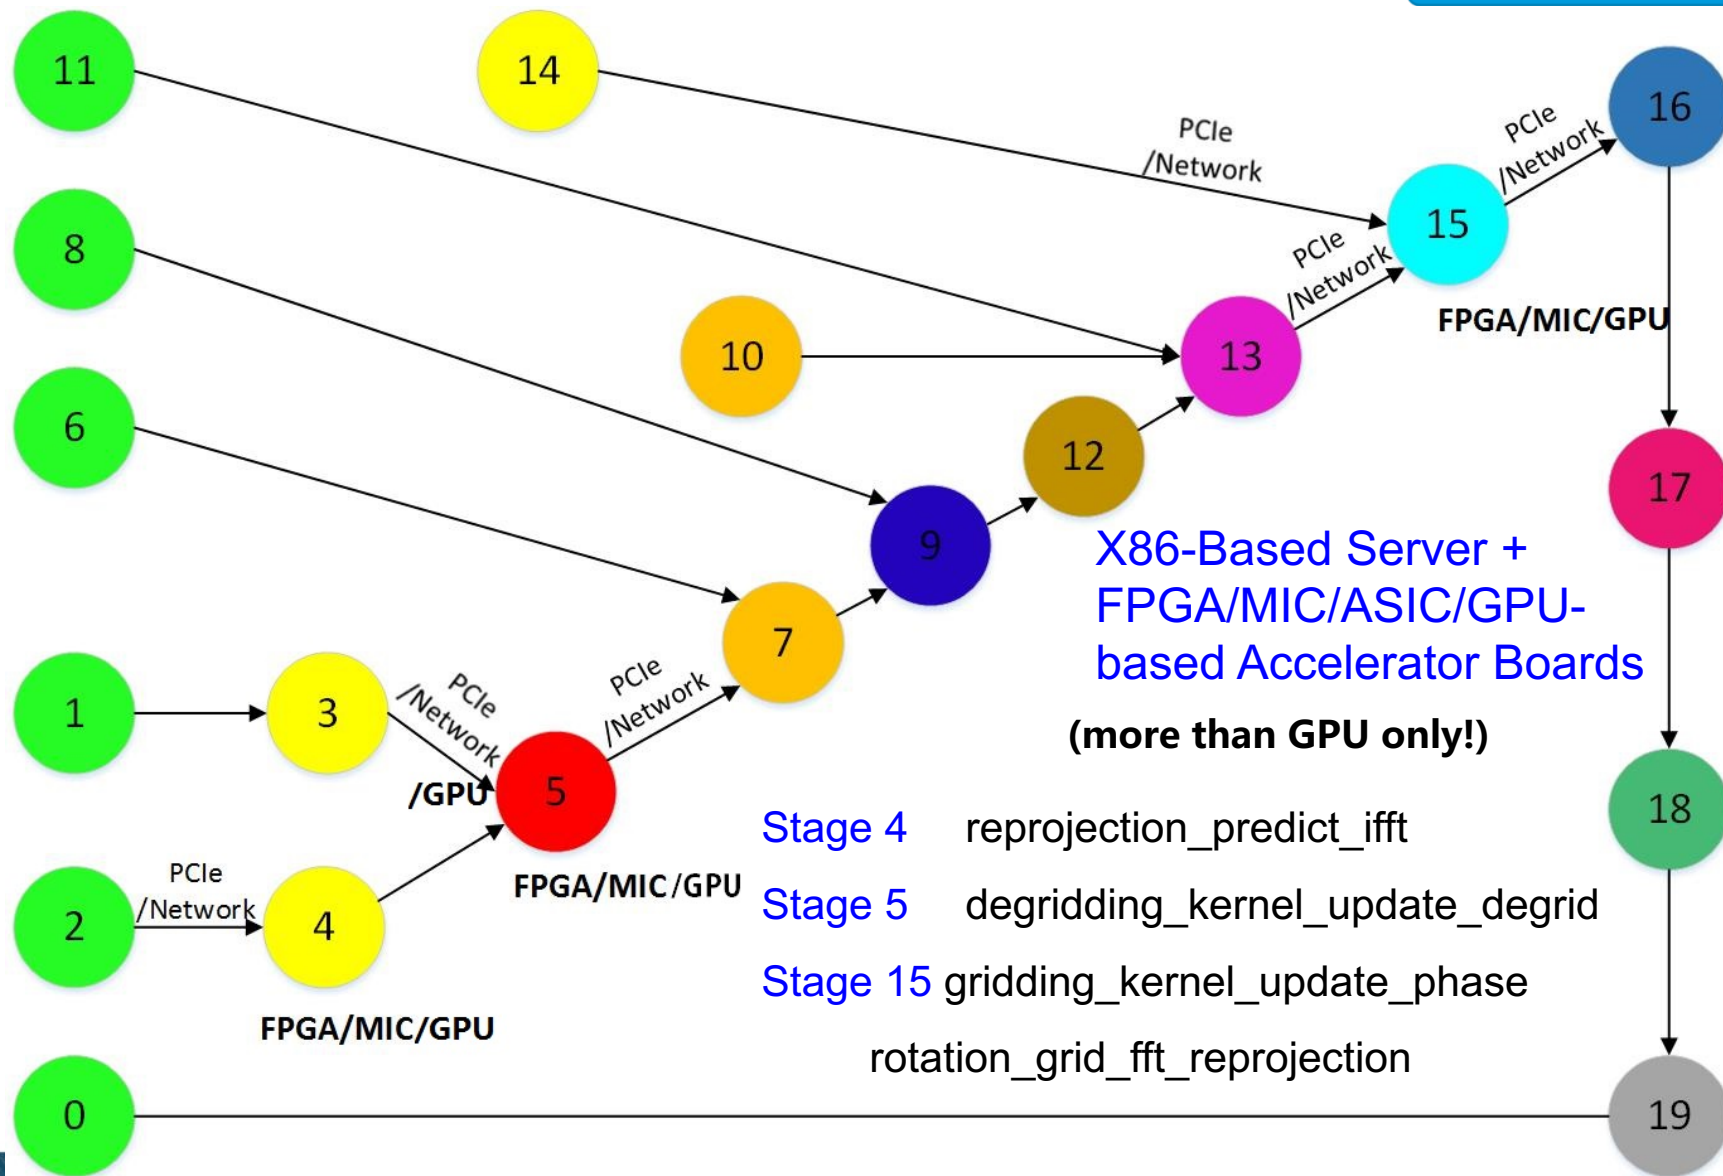 11
14
16
PCIe
/Network
PCIe
/Network
8
15
PCIe
/Network
FPGA/MIC/GPU
10
13
6
12
17
9
X86-Based Server +
FPGA/MIC/ASIC/GPU-
based Accelerator Boards
(more than GPU only!)
7
1
3
PCIe
/Network
PCIe
/Network
/GPU
5
FPGA/MIC/GPU
18
Stage 4 reprojection_predict_ifft
Stage 5 degridding_kernel_update_degrid
Stage 15 gridding_kernel_update_phase
rotation_grid_fft_reprojection
2
PCIe
/Network
4
FPGA/MIC/GPU
0
19